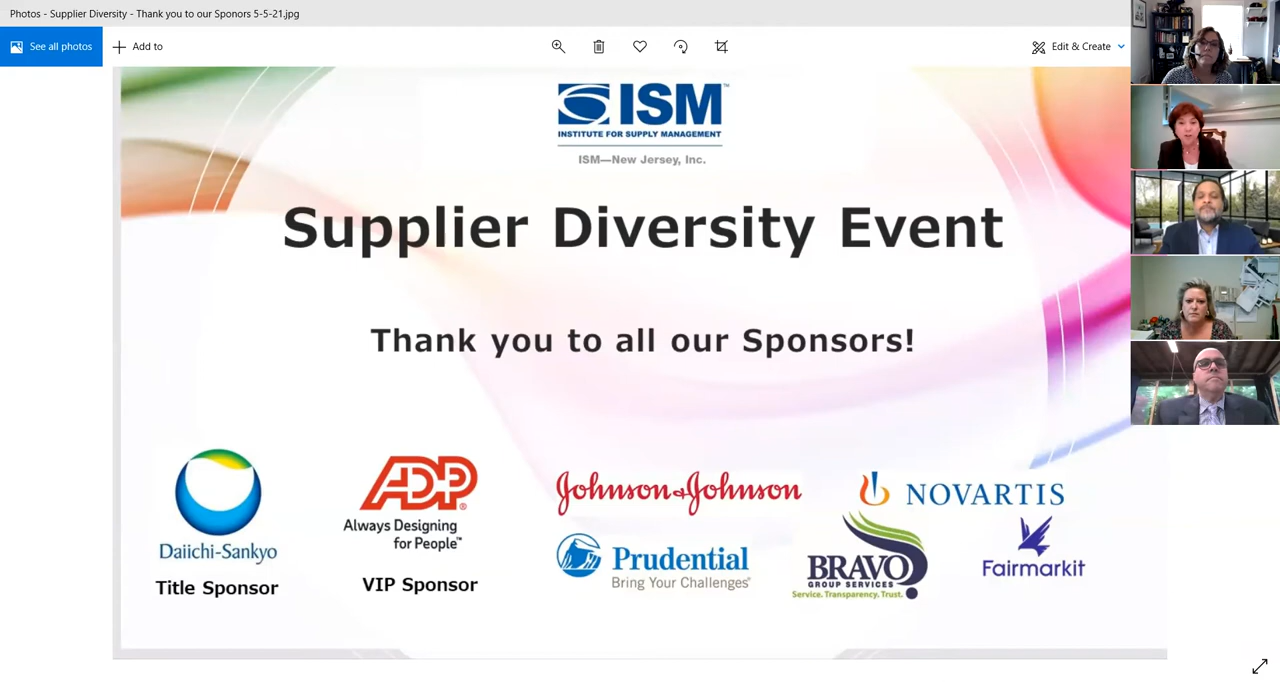 Photos - Supplier Diversity - Thank you to our Sponors 5-5-21.jpg
See all photos
Add to
Edit & Create
ISM™
INSTITUTE FOR SUPPLY MANAGEMENT
ISM—New Jersey, Inc.
Supplier Diversity Event
Thank you to all our Sponsors!
Daiichi-Sankyo
Title Sponsor
ADP®
Always Designing
for People™
VIP Sponsor
Johnson & Johnson
NOVARTIS
Prudential
Bring Your Challenges®
BRAVO
GROUP SERVICES
Service. Transparency. Trust.
Fairmarkit